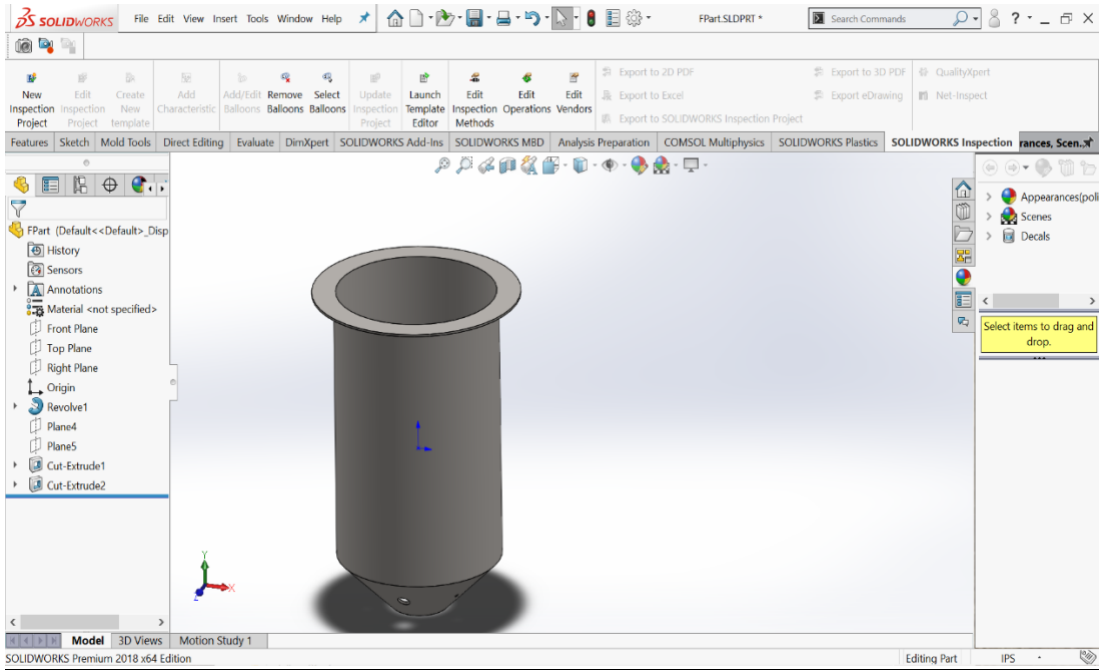 SOLIDWORKS File Edit View Insert Tools Window Help FPart.SLDPRT * Search Commands ?
New Inspection Project
Edit Inspection Project
Create New template
Add Characteristic
Add/Edit Balloons
Remove Balloons
Select Balloons
Update Inspection Project
Launch Template Editor
Edit Inspection Methods
Edit Operations
Edit Vendors
Export to 2D PDF
Export to Excel
Export to SOLIDWORKS Inspection Project
Export to 3D PDF
Export eDrawing
QualityXpert
Net-Inspect
Features Sketch Mold Tools Direct Editing Evaluate DimXpert SOLIDWORKS Add-Ins SOLIDWORKS MBD Analysis Preparation COMSOL Multiphysics SOLIDWORKS Plastics SOLIDWORKS Inspection rances, Scen...
FPart (Default<<Default>_Disp
History
Sensors
Annotations
Material <not specified>
Front Plane
Top Plane
Right Plane
Origin
Revolve1
Plane4
Plane5
Cut-Extrude1
Cut-Extrude2
Y
X
Z
Appearances(poli
Scenes
Decals
Select items to drag and
drop.
Model 3D Views Motion Study 1
SOLIDWORKS Premium 2018 x64 Edition Editing Part IPS